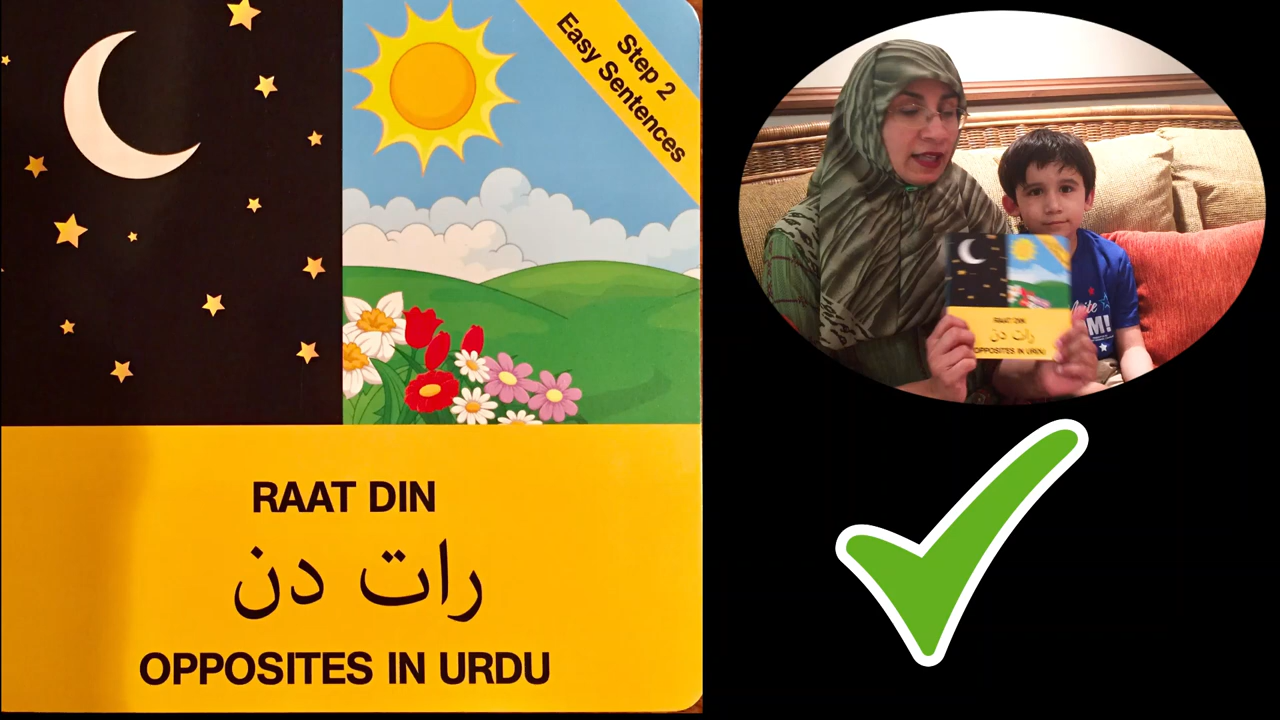 Step 2
Easy Sentences
RAAT DIN
رات دن
OPPOSITES IN URDU
RAAT DIN
رات دن
OPPOSITES IN URDU